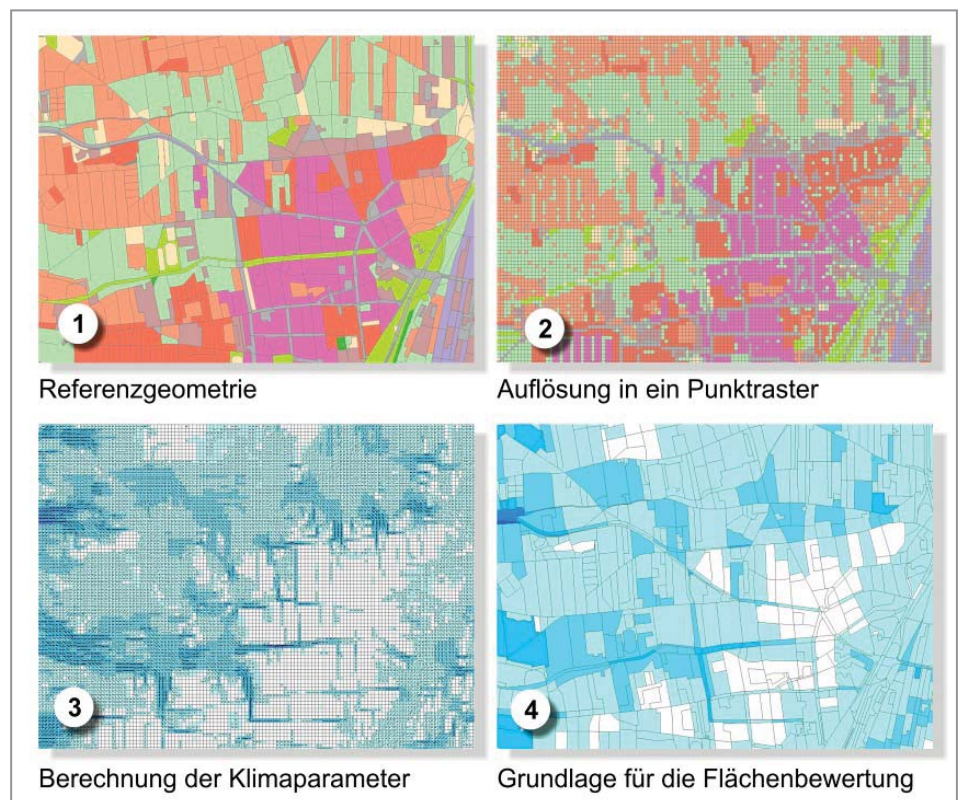 1
2
Referenzgeometrie
Auflösung in ein Punktraster
3
4
Berechnung der Klimaparameter
Grundlage für die Flächenbewertung